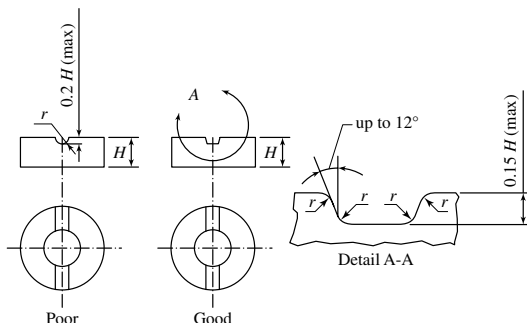 0.2 H (max)
r
H
A
H
up to 12°
0.15 H (max)
r
r
r
r
Detail A-A
Poor
Good